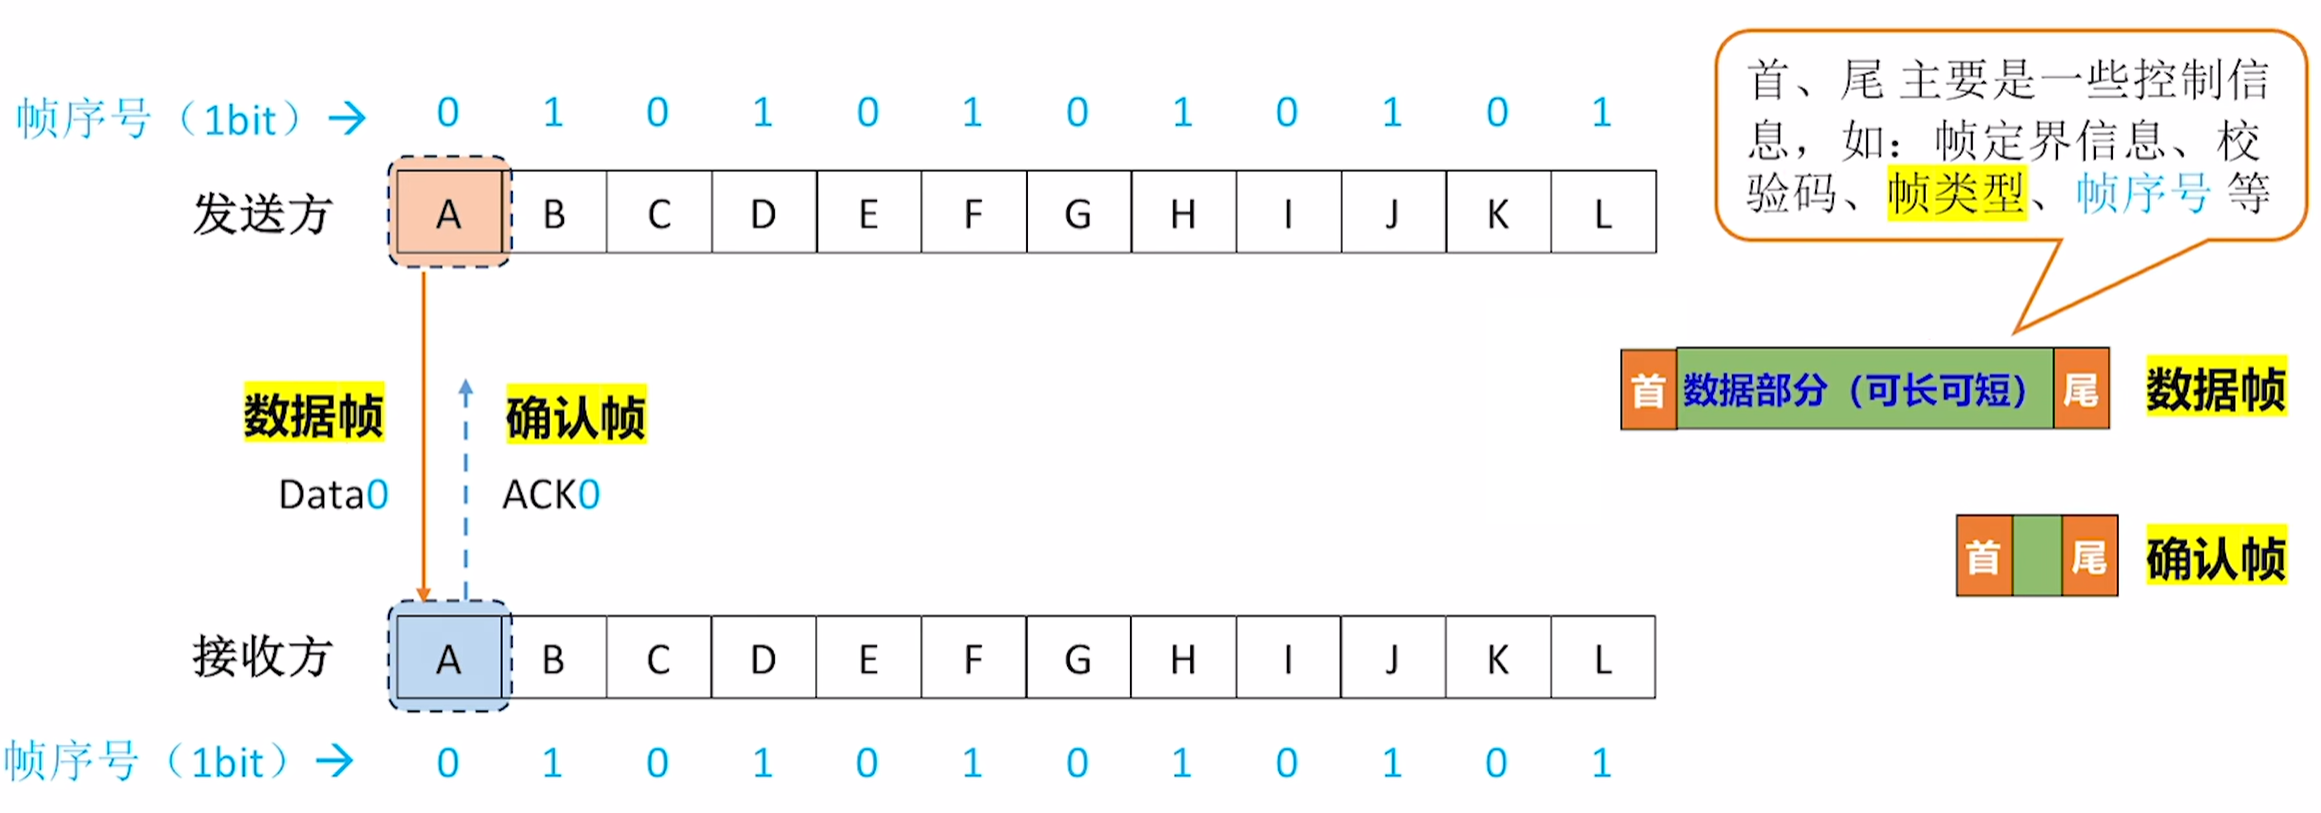 帧序号（1bit）→ 0 1 0 1 0 1 0 1 0 1 0 1
发送方 A B C D E F G H I J K L
首、尾 主要是一些控制信
息，如：帧定界信息、校
验码、帧类型、帧序号 等
数据帧 确认帧
Data0 ACK0
首 数据部分（可长可短） 尾 数据帧
首 尾 确认帧
接收方 A B C D E F G H I J K L
帧序号（1bit）→ 0 1 0 1 0 1 0 1 0 1 0 1